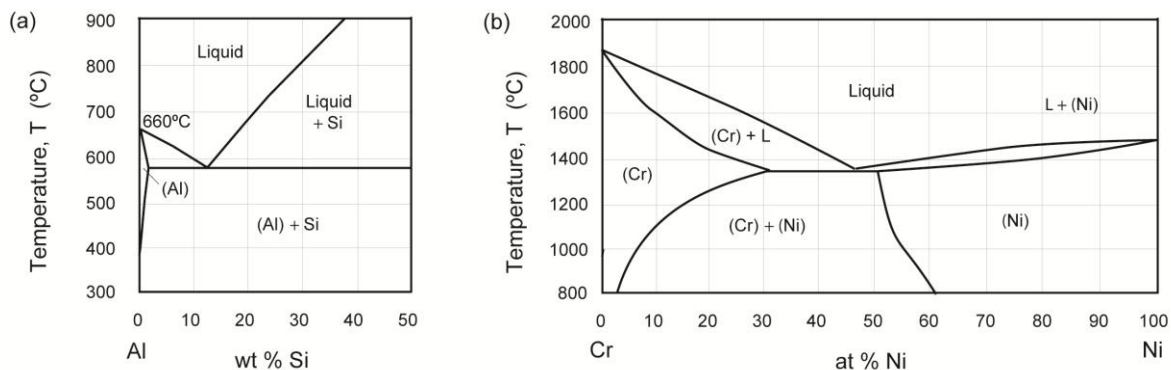 (a)
900
800
700
600
500
400
300
Temperature, T (ºC)
Liquid
660ºC
Liquid
+ Si
(Al)
(Al) + Si
0 10 20 30 40 50
Al
wt % Si
(b)
2000
1800
1600
1400
1200
1000
800
Temperature, T (ºC)
Liquid
L + (Ni)
(Cr) + L
(Cr)
(Cr) + (Ni)
(Ni)
0 10 20 30 40 50 60 70 80 90 100
Cr
at % Ni
Ni